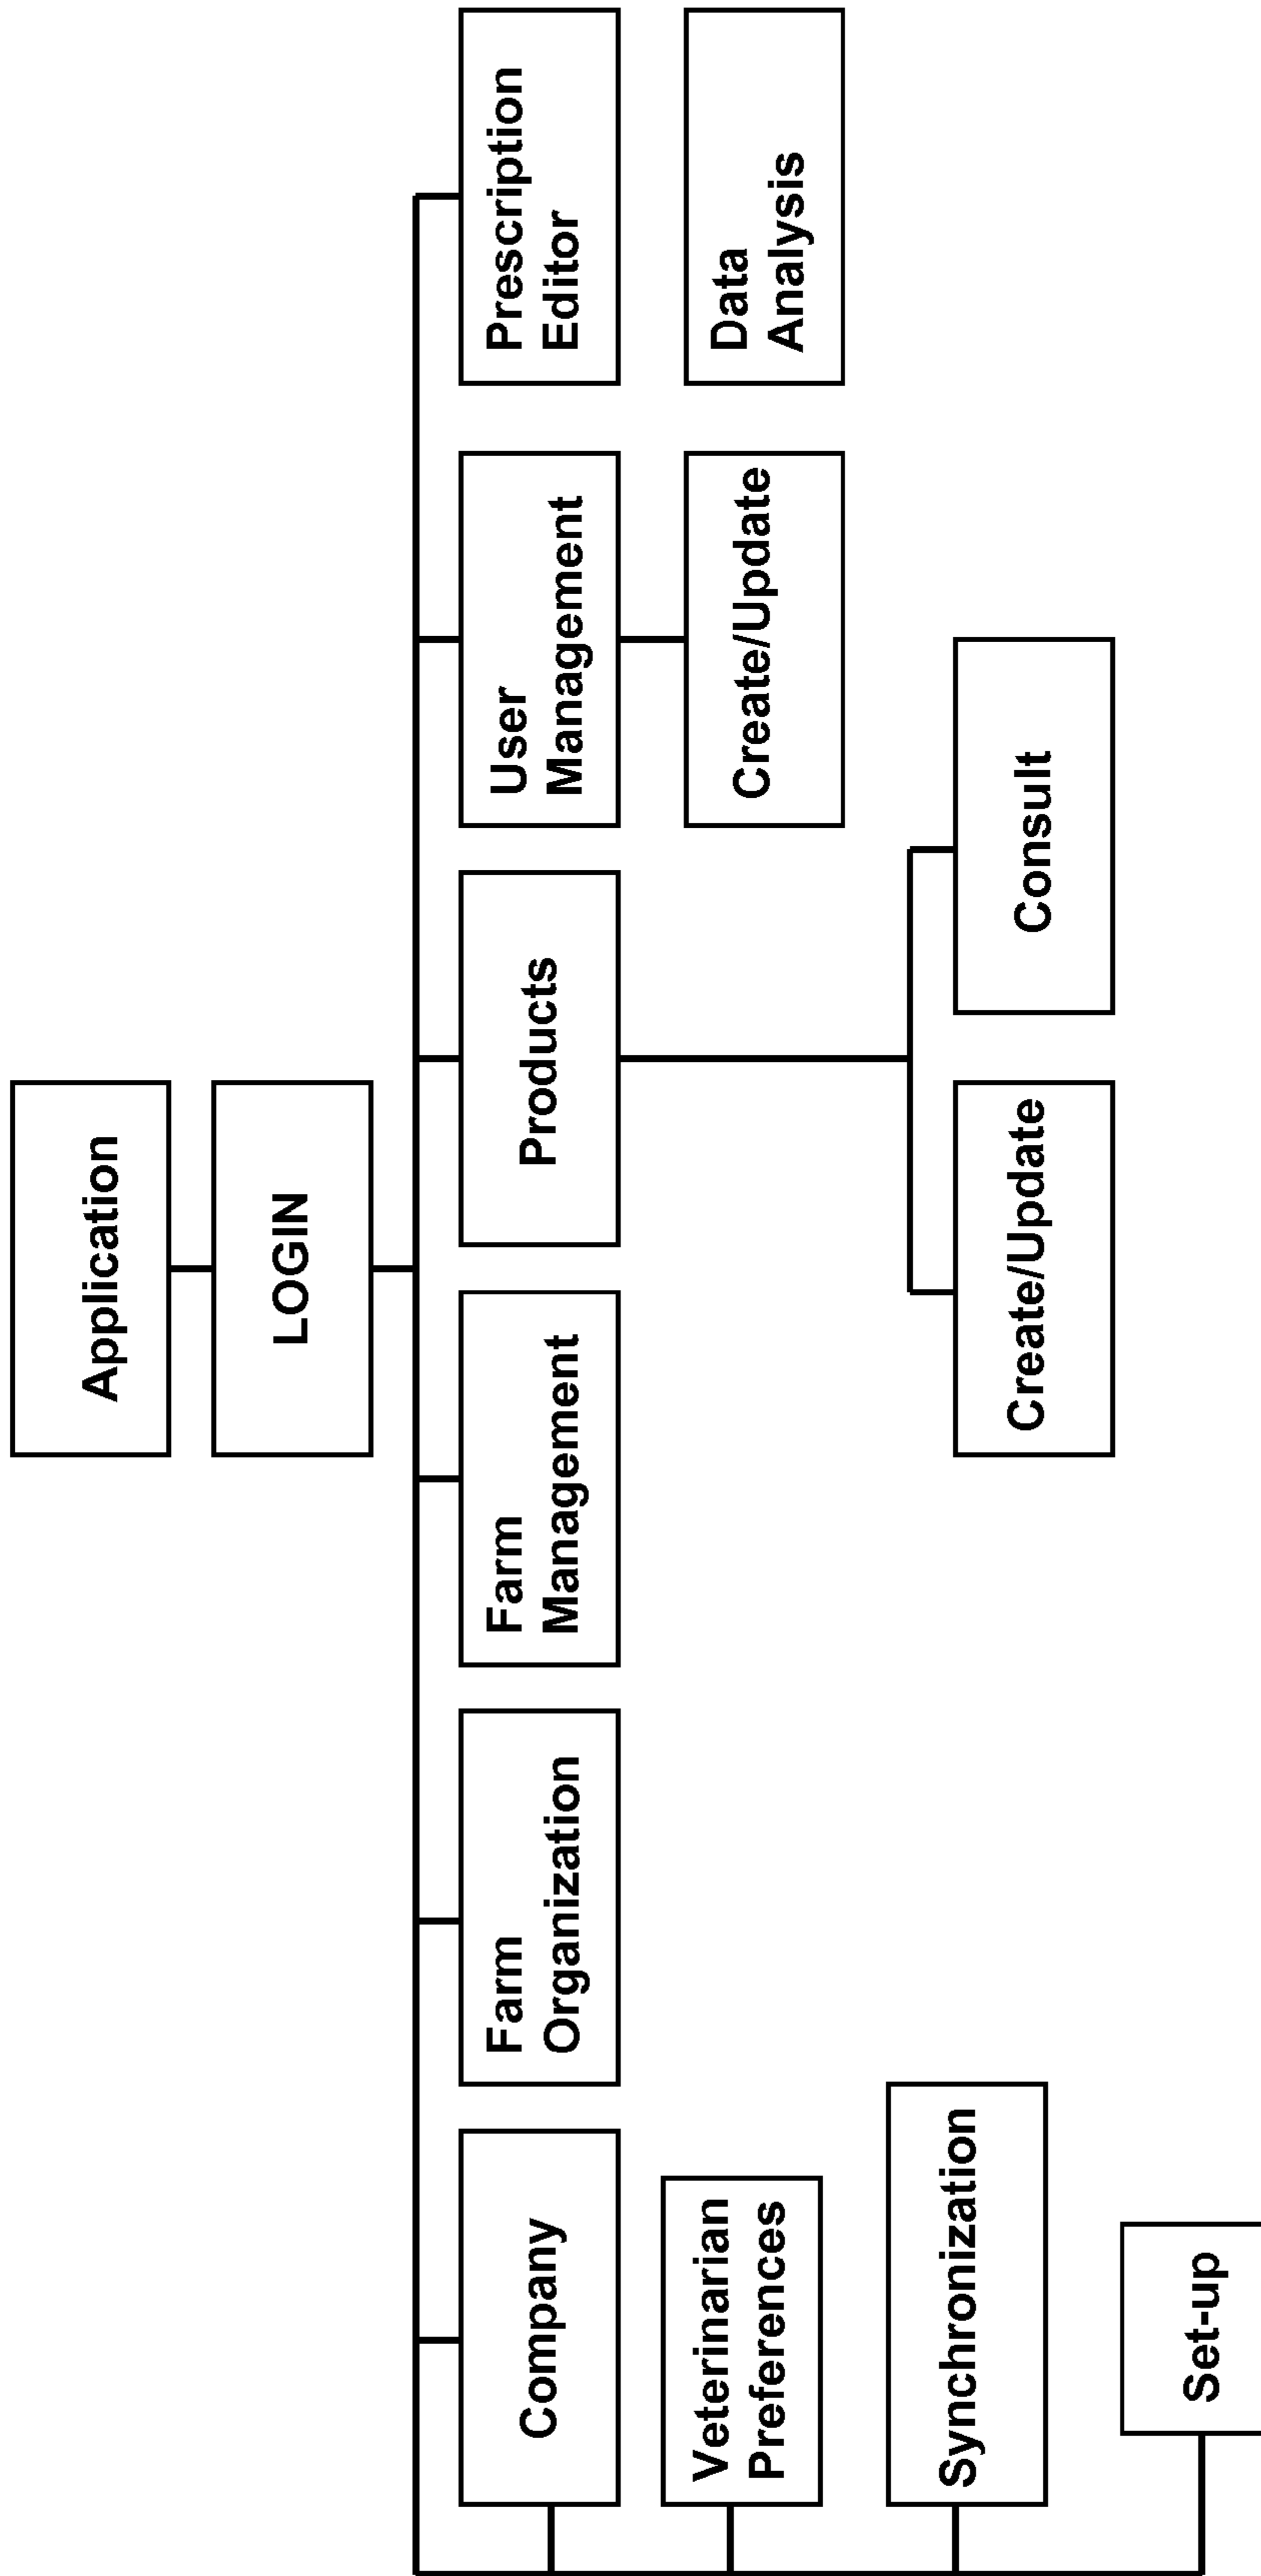 Application
LOGIN
Company
Farm
Organization
Farm
Management
Products
User
Management
Prescription
Editor
Veterinarian
Preferences
Create/Update
Data
Analysis
Synchronization
Create/Update
Consult
Set-up